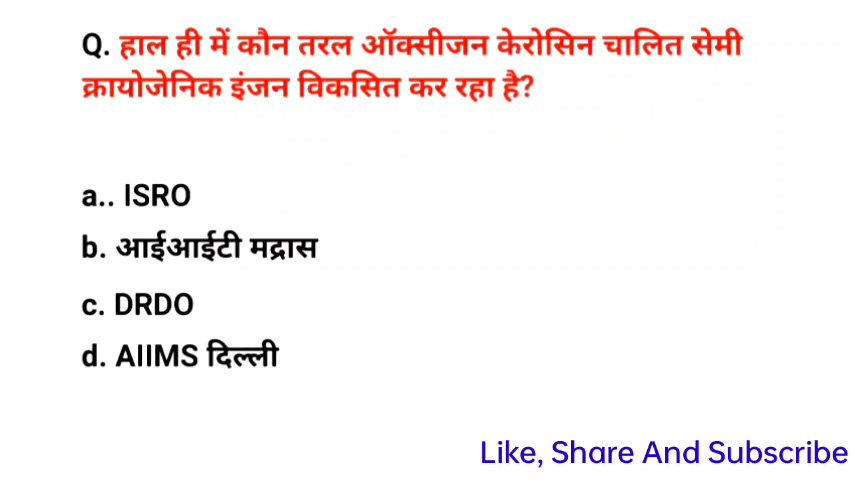 Q. हाल ही में कौन तरल ऑक्सीजन केरोसिन चालित सेमी
क्रायोजेनिक इंजन विकसित कर रहा है?
a.. ISRO
b. आईआईटी मद्रास
c. DRDO
d. AIIMS दिल्ली
Like, Share And Subscribe